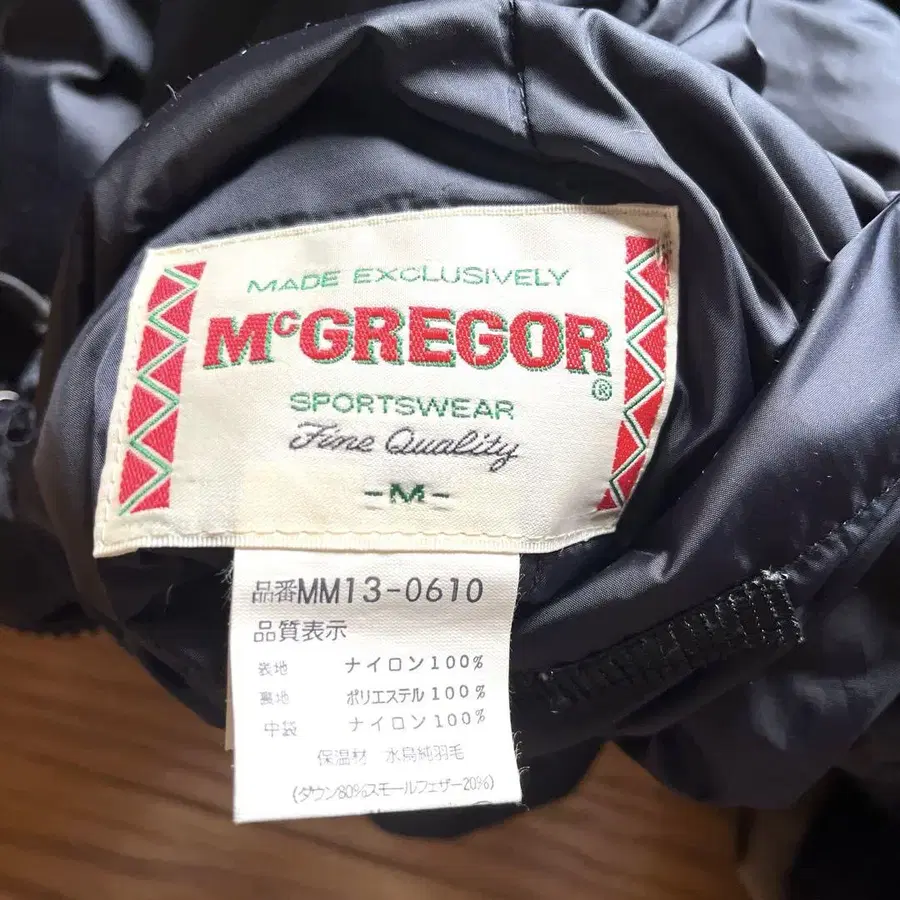 MADE EXCLUSIVELY
McGREGOR®
SPORTSWEAR
Fine Quality
-M-
品番MM13-0610
品質表示
表地 ナイロン100%
裏地 ポリエステル100%
中袋 ナイロン100%
保温材 水鳥純羽毛
(ダウン80%スモールフェザー20%)